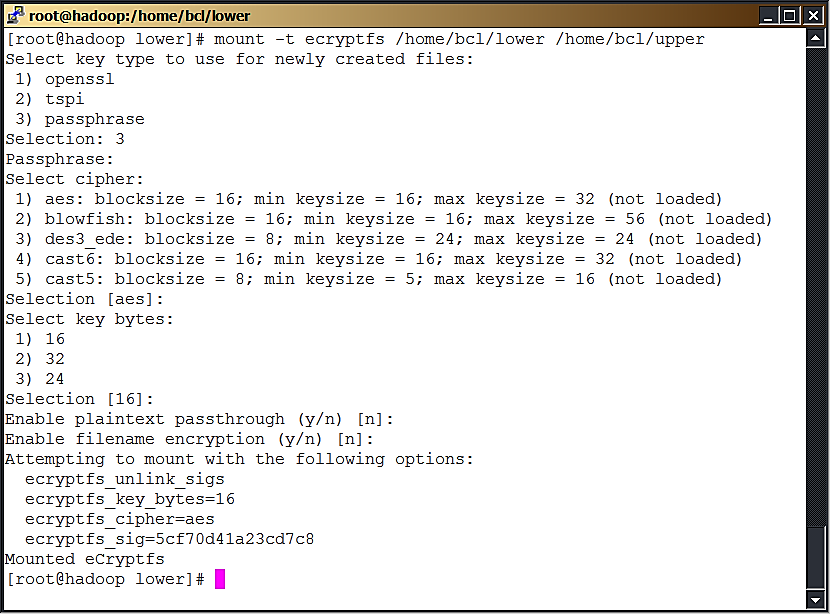 root@hadoop:/home/bcl/lower
[root@hadoop lower]# mount -t ecryptfs /home/bcl/lower /home/bcl/upper
Select key type to use for newly created files:
 1) openssl
 2) tspi
 3) passphrase
Selection: 3
Passphrase:
Select cipher:
 1) aes: blocksize = 16; min keysize = 16; max keysize = 32 (not loaded)
 2) blowfish: blocksize = 16; min keysize = 16; max keysize = 56 (not loaded)
 3) des3_ede: blocksize = 8; min keysize = 24; max keysize = 24 (not loaded)
 4) cast6: blocksize = 16; min keysize = 16; max keysize = 32 (not loaded)
 5) cast5: blocksize = 8; min keysize = 5; max keysize = 16 (not loaded)
Selection [aes]:
Select key bytes:
 1) 16
 2) 32
 3) 24
Selection [16]:
Enable plaintext passthrough (y/n) [n]:
Enable filename encryption (y/n) [n]:
Attempting to mount with the following options:
  ecryptfs_unlink_sigs
  ecryptfs_key_bytes=16
  ecryptfs_cipher=aes
  ecryptfs_sig=5cf70d41a23cd7c8
Mounted eCryptfs
[root@hadoop lower]#